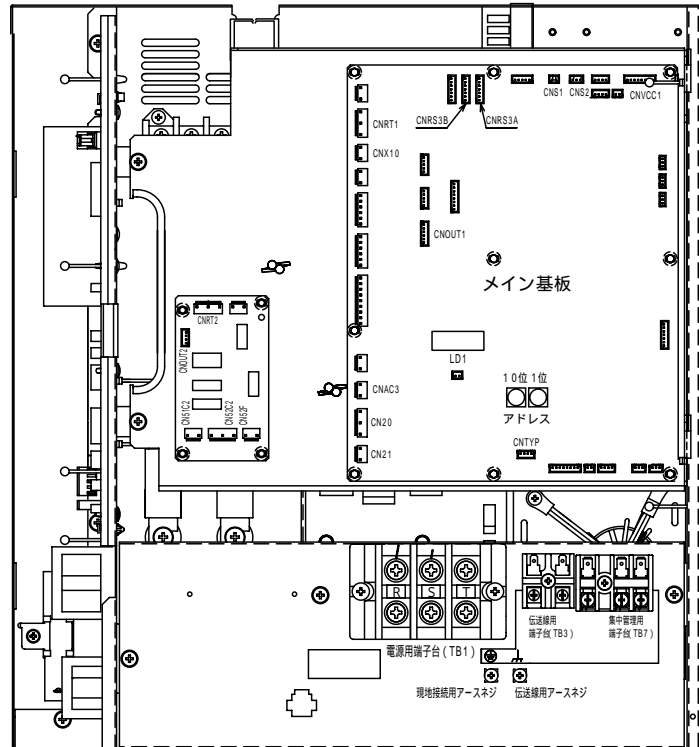 CNS1
CNS2
CNVCC1
CNRS3B
CNRS3A
CNRT1
CNX10
CNOUT1
メイン基板
CNRT2
CNOUT2
LD1
CNAC3
10位 1位
アドレス
CN51C2
CN52C2
CN52F
CN20
CNTYP
CN21
R S T
伝送線用
端子台(TB3)
集中管理用
端子台(TB7)
電源用端子台(TB1)
現地接続用アースネジ
伝送線用アースネジ